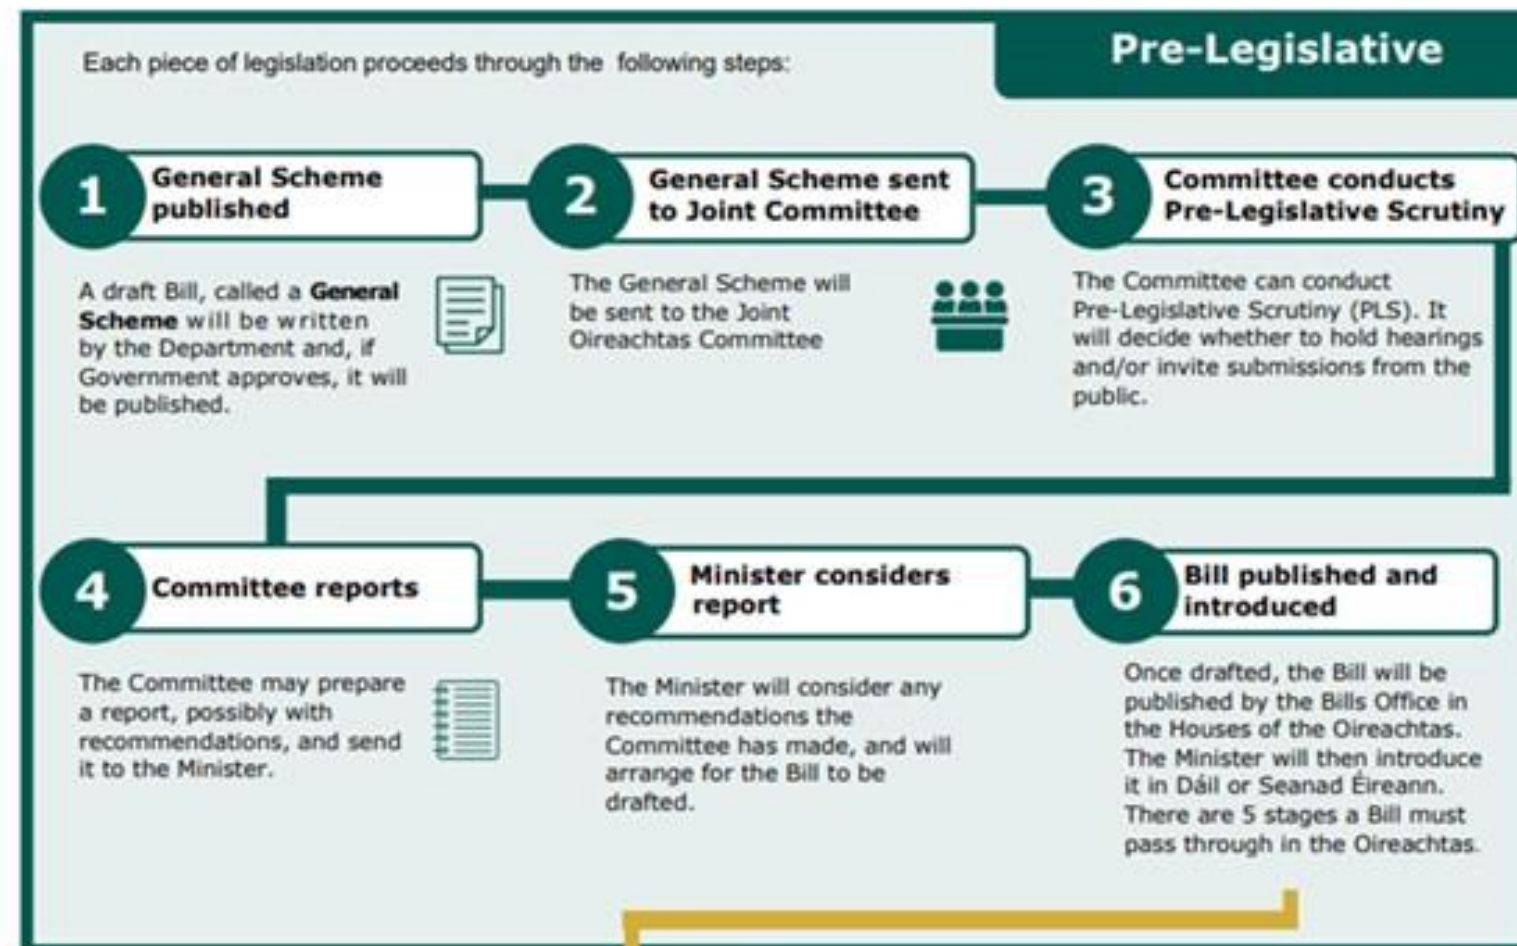 Each piece of legislation proceeds through the following steps:
Pre-Legislative
1
General Scheme
published
A draft Bill, called a General
Scheme will be written
by the Department and, if
Government approves, it will
be published.
2
General Scheme sent
to Joint Committee
The General Scheme will
be sent to the Joint
Oireachtas Committee
3
Committee conducts
Pre-Legislative Scrutiny
The Committee can conduct
Pre-Legislative Scrutiny (PLS). It
will decide whether to hold hearings
and/or invite submissions from the
public.
4
Committee reports
The Committee may prepare
a report, possibly with
recommendations, and send
it to the Minister.
5
Minister considers
report
The Minister will consider any
recommendations the
Committee has made, and will
arrange for the Bill to be
drafted.
6
Bill published and
introduced
Once drafted, the Bill will be
published by the Bills Office in
the Houses of the Oireachtas.
The Minister will then introduce
it in Dáil or Seanad Éireann.
There are 5 stages a Bill must
pass through in the Oireachtas.